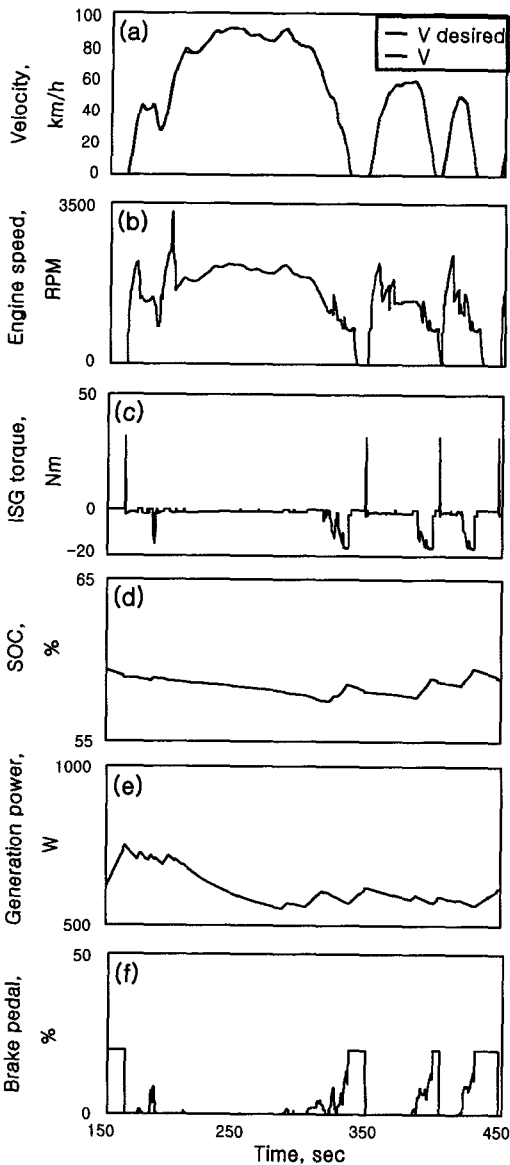 100
(a)
V desired
V
80
60
40
20
0
Velocity,
km/h
3500
(b)
0
Engine speed,
RPM
50
(c)
0
-20
ISG torque,
Nm
65
(d)
55
SOC,
%
1000
(e)
500
Generation power,
W
50
(f)
0
Brake pedal,
%
150 250 350 450
Time, sec